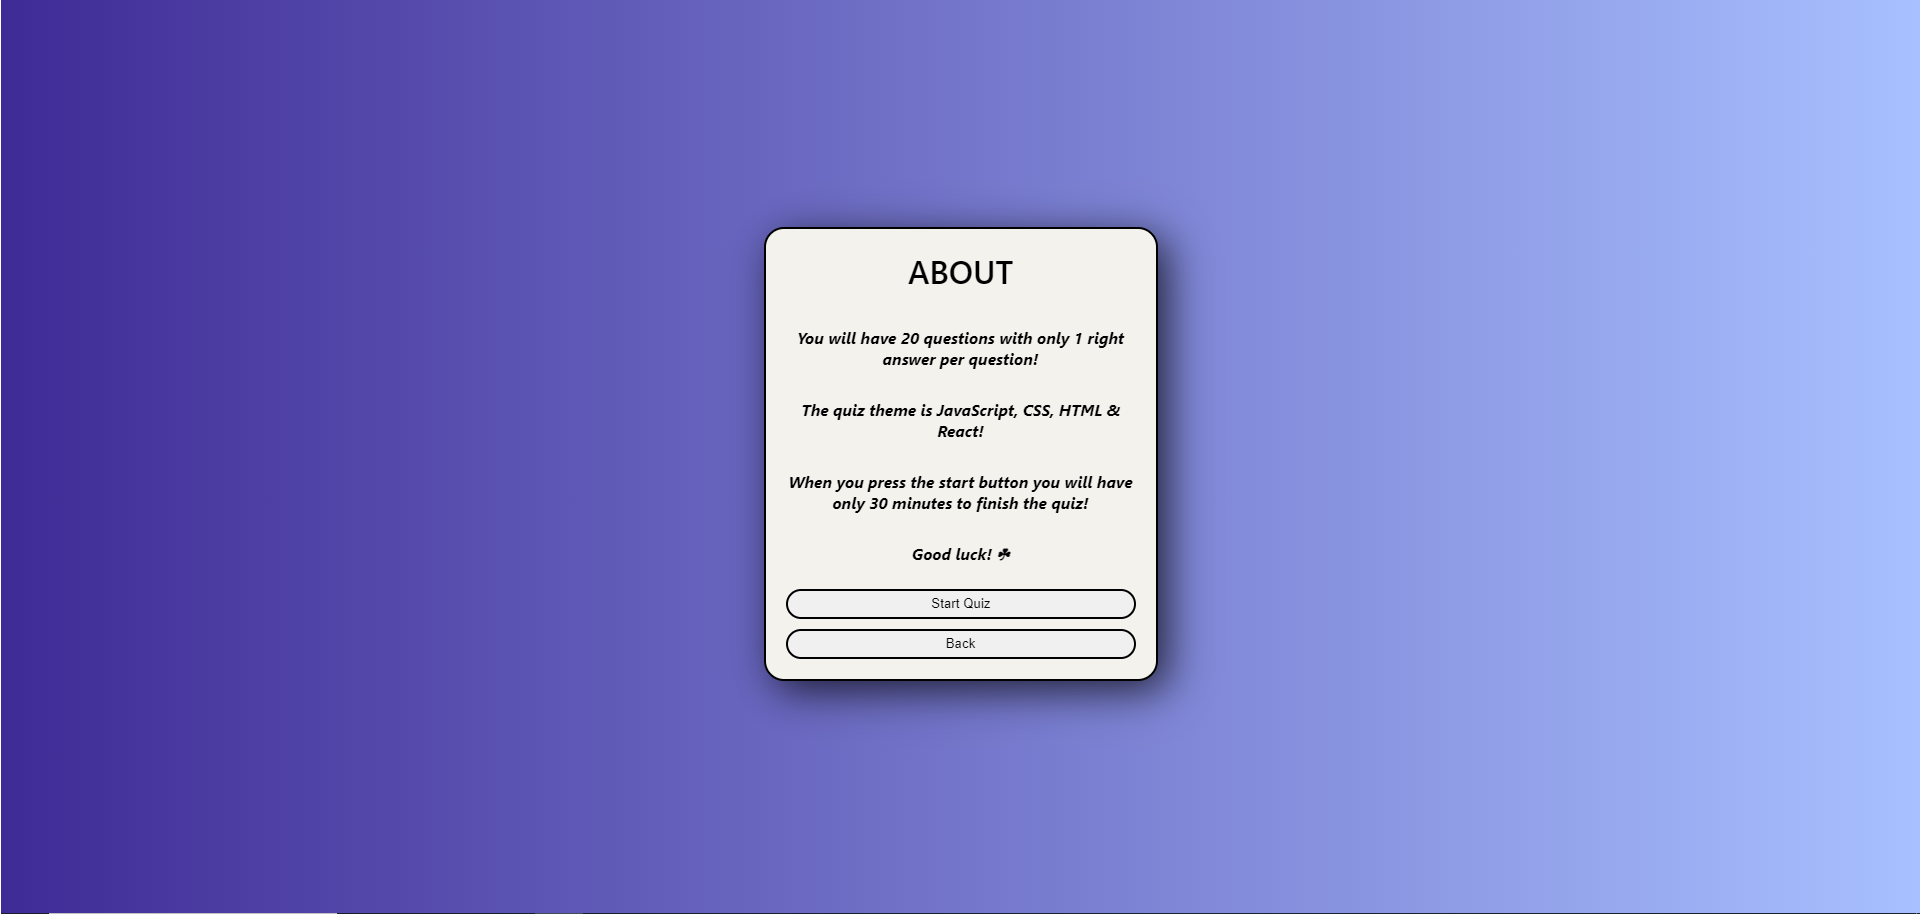 ABOUT
You will have 20 questions with only 1 right
answer per question!
The quiz theme is JavaScript, CSS, HTML &
React!
When you press the start button you will have
only 30 minutes to finish the quiz!
Good luck! ☘
Start Quiz
Back